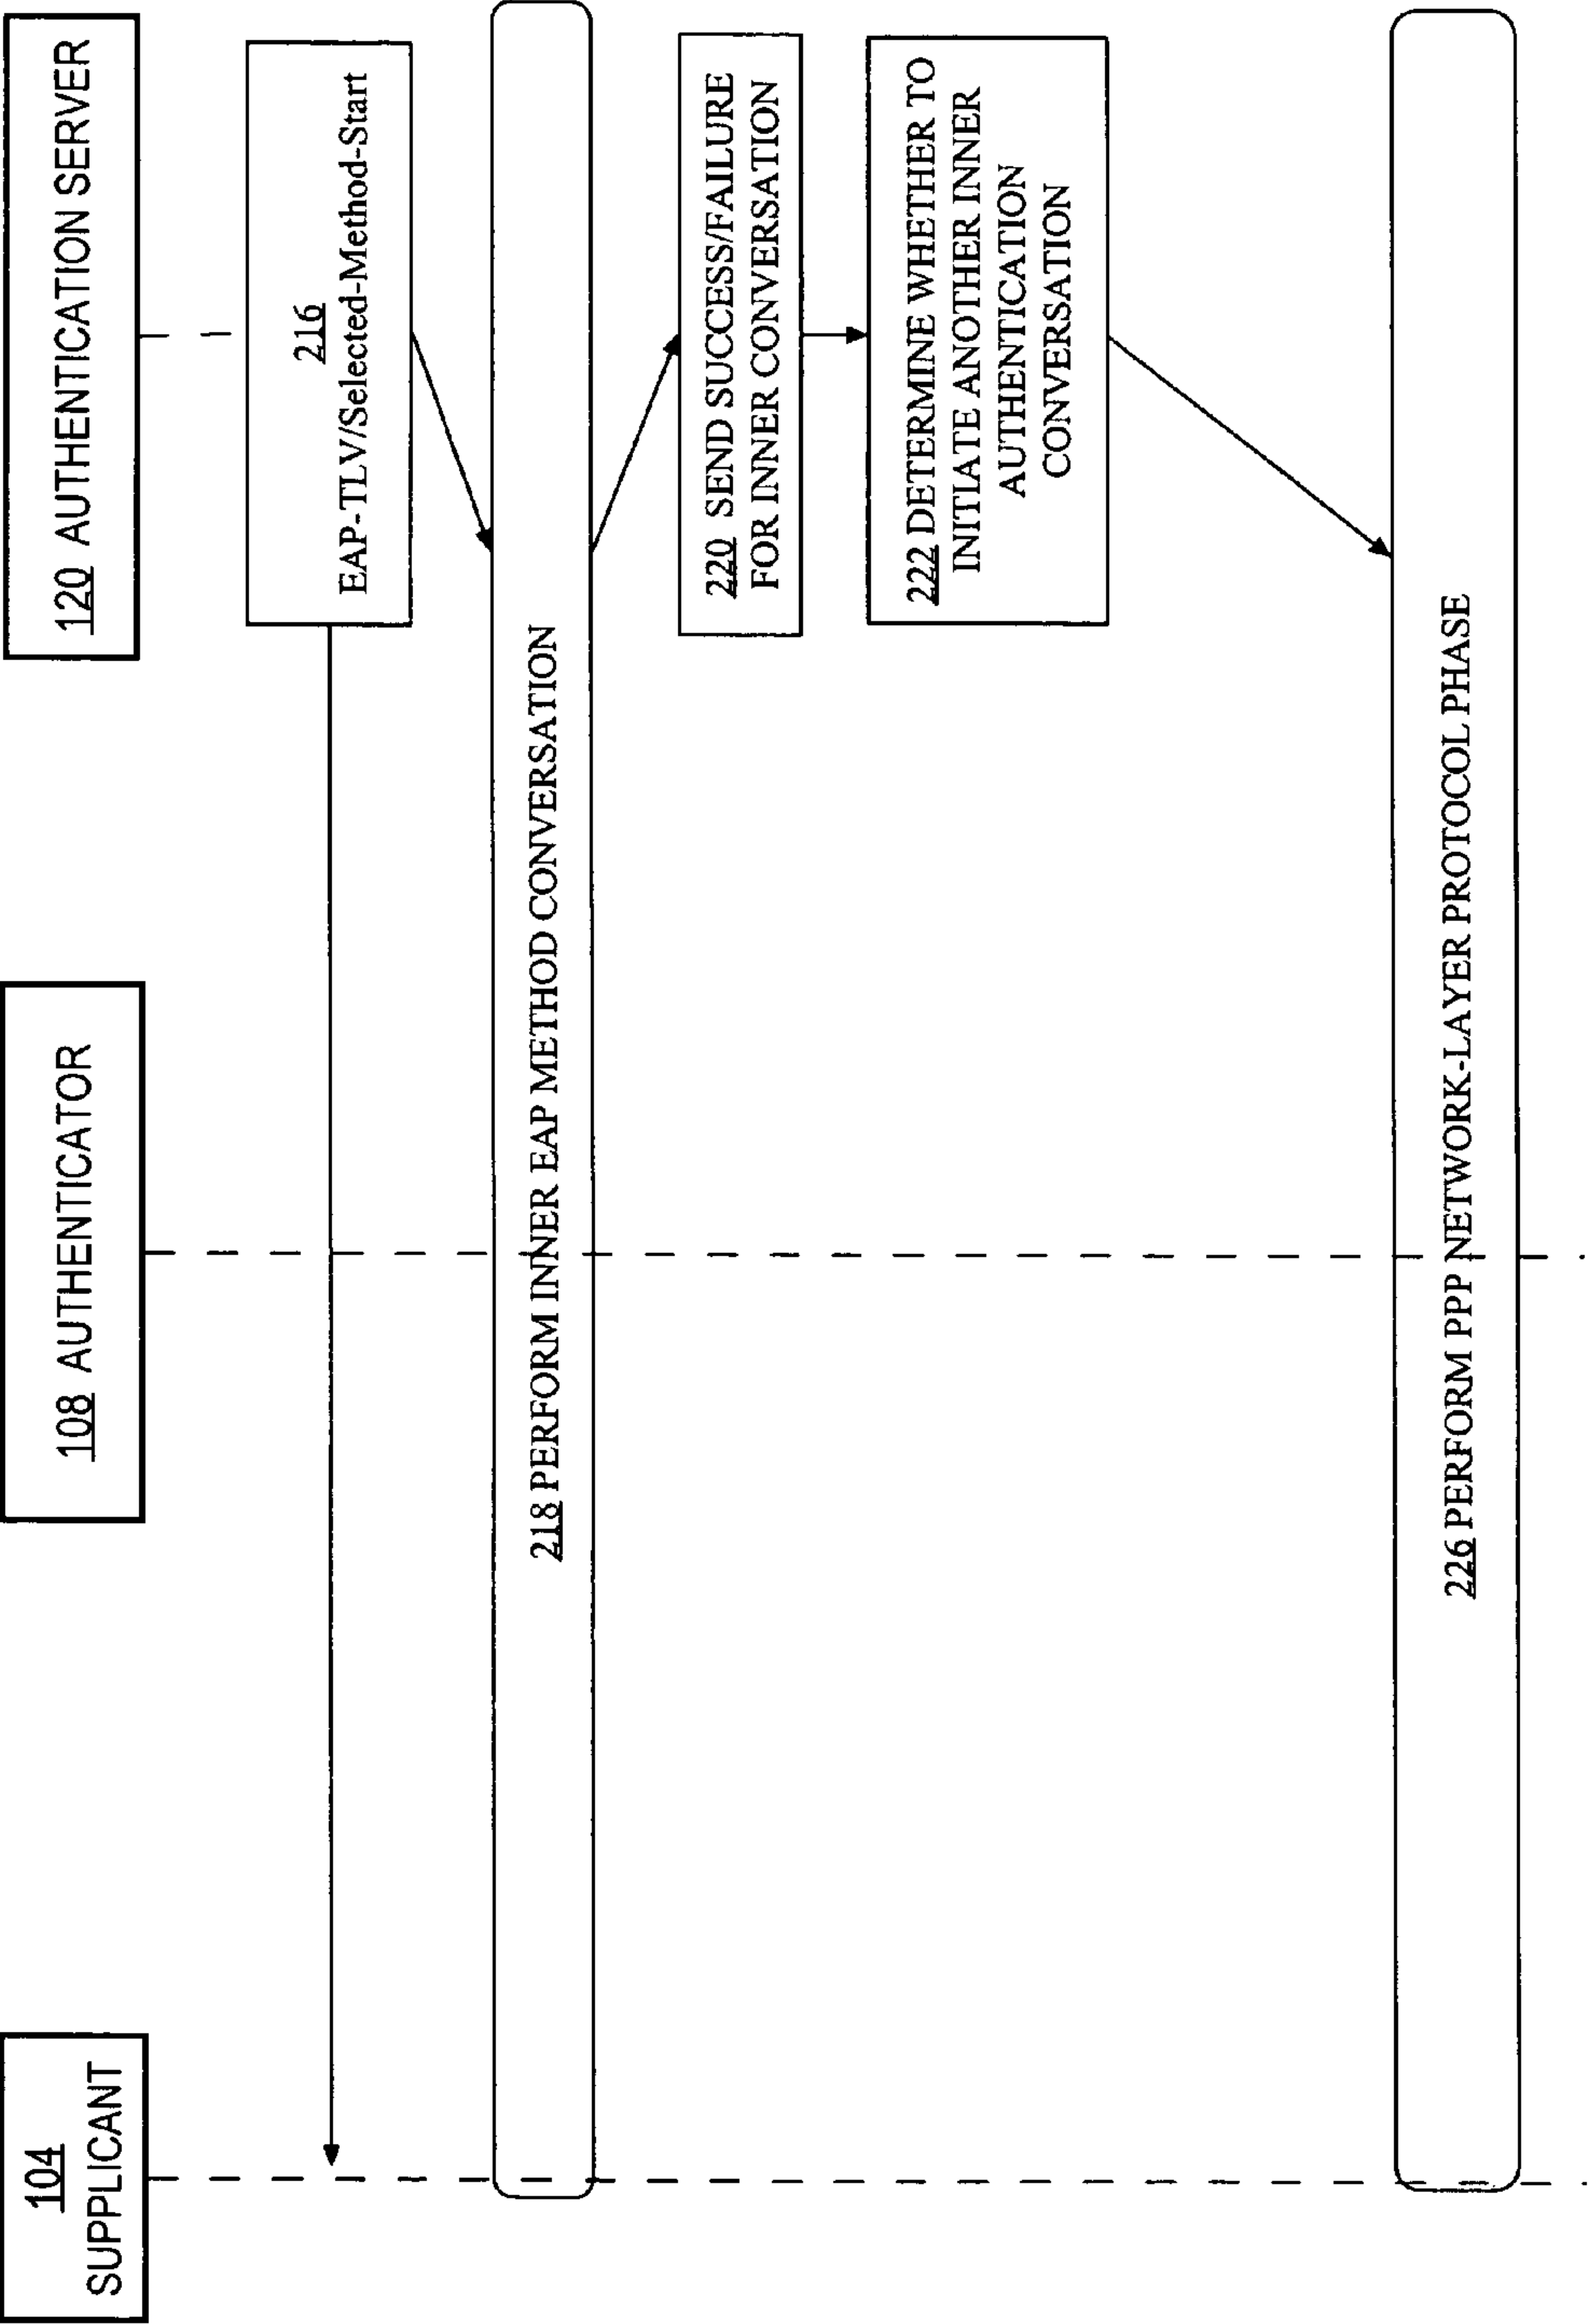 104
SUPPLICANT
108 AUTHENTICATOR
120 AUTHENTICATION SERVER
216
EAP-TLV/Selected-Method-Start
218 PERFORM INNER EAP METHOD CONVERSATION
220 SEND SUCCESS/FAILURE
FOR INNER CONVERSATION
222 DETERMINE WHETHER TO
INITIATE ANOTHER INNER
AUTHENTICATION
CONVERSATION
226 PERFORM PPP NETWORK-LAYER PROTOCOL PHASE